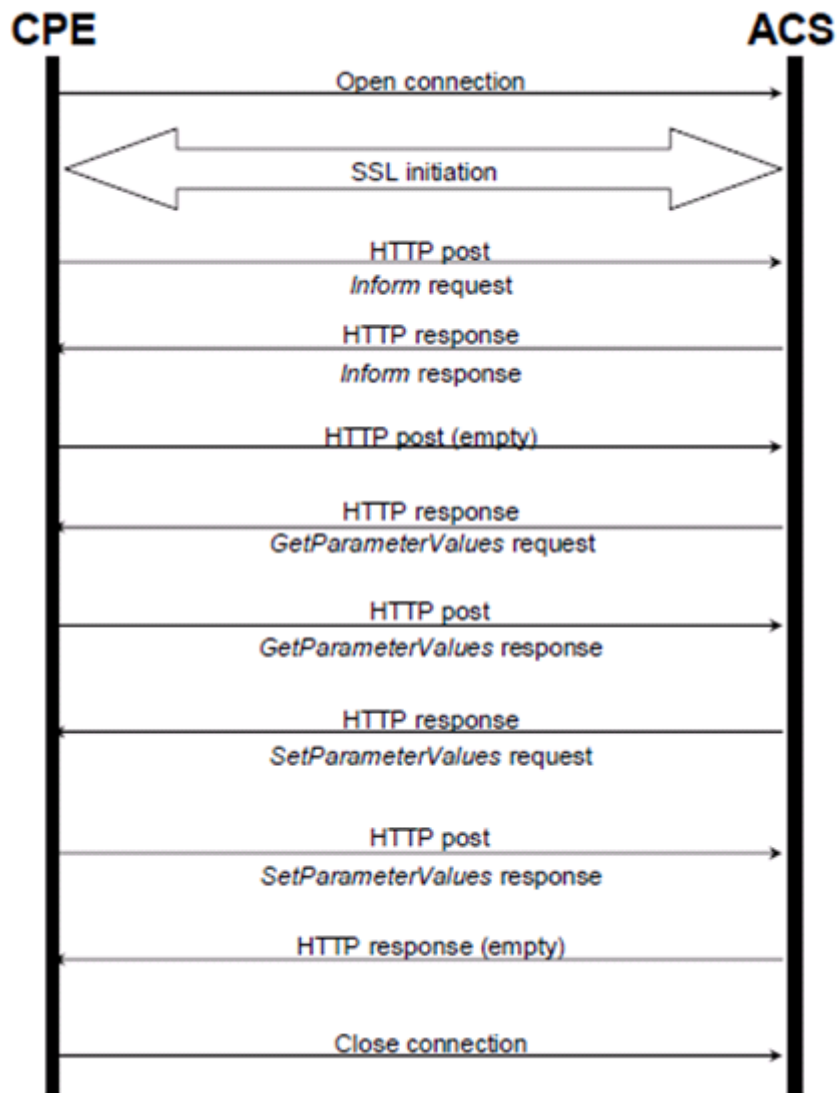 CPE
ACS
Open connection
SSL initiation
HTTP post
Inform request
HTTP response
Inform response
HTTP post (empty)
HTTP response
GetParameterValues request
HTTP post
GetParameterValues response
HTTP response
SetParameterValues request
HTTP post
SetParameterValues response
HTTP response (empty)
Close connection